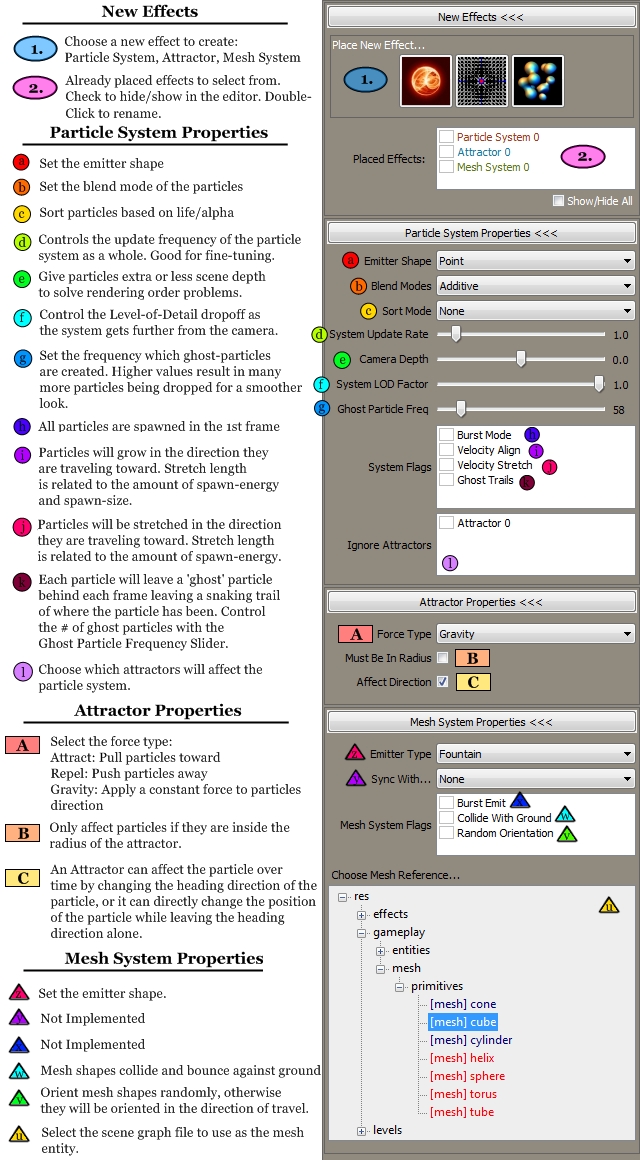 New Effects
1. Choose a new effect to create:
Particle System, Attractor, Mesh System
2. Already placed effects to select from.
Check to hide/show in the editor. Double-
Click to rename.
Particle System Properties
a Set the emitter shape
b Set the blend mode of the particles
c Sort particles based on life/alpha
d Controls the update frequency of the particle
system as a whole. Good for fine-tuning.
e Give particles extra or less scene depth
to solve rendering order problems.
f Control the Level-of-Detail dropoff as
the system gets further from the camera.
g Set the frequency which ghost-particles
are created. Higher values result in many
more particles being dropped for a smoother
look.
h All particles are spawned in the 1st frame
i Particles will grow in the direction they
are traveling toward. Stretch length
is related to the amount of spawn-energy
and spawn-size.
j Particles will be stretched in the direction
they are traveling toward. Stretch length
is related to the amount of spawn-energy.
k Each particle will leave a 'ghost' particle
behind each frame leaving a snaking trail
of where the particle has been. Control
the # of ghost particles with the
Ghost Particle Frequency Slider.
l Choose which attractors will affect the
particle system.
Attractor Properties
A Select the force type:
Attract: Pull particles toward
Repel: Push particles away
Gravity: Apply a constant force to particles
direction
B Only affect particles if they are inside the
radius of the attractor.
C An Attractor can affect the particle over
time by changing the heading direction of the
particle, or it can directly change the position
of the particle while leaving the heading
direction alone.
Mesh System Properties
z Set the emitter shape.
y Not Implemented
x Not Implemented
w Mesh shapes collide and bounce against ground
v Orient mesh shapes randomly, otherwise
they will be oriented in the direction of travel.
u Select the scene graph file to use as the mesh
entity.
New Effects <<<
Place New Effect...
1.
Placed Effects:
Particle System 0
Attractor 0
Mesh System 0
2.
Show/Hide All
Particle System Properties <<<
a Emitter Shape Point
b Blend Modes Additive
c Sort Mode None
d System Update Rate 1.0
e Camera Depth 0.0
f System LOD Factor 1.0
g Ghost Particle Freq 58
System Flags
Burst Mode h
Velocity Align i
Velocity Stretch j
Ghost Trails k
Ignore Attractors
Attractor 0
l
Attractor Properties <<<
A Force Type Gravity
Must Be In Radius B
Affect Direction C
Mesh System Properties <<<
z Emitter Type Fountain
y Sync With... None
Mesh System Flags
Burst Emit x
Collide With Ground w
Random Orientation v
Choose Mesh Reference...
res
u
effects
gameplay
entities
mesh
primitives
[mesh] cone
[mesh] cube
[mesh] cylinder
[mesh] helix
[mesh] sphere
[mesh] torus
[mesh] tube
levels